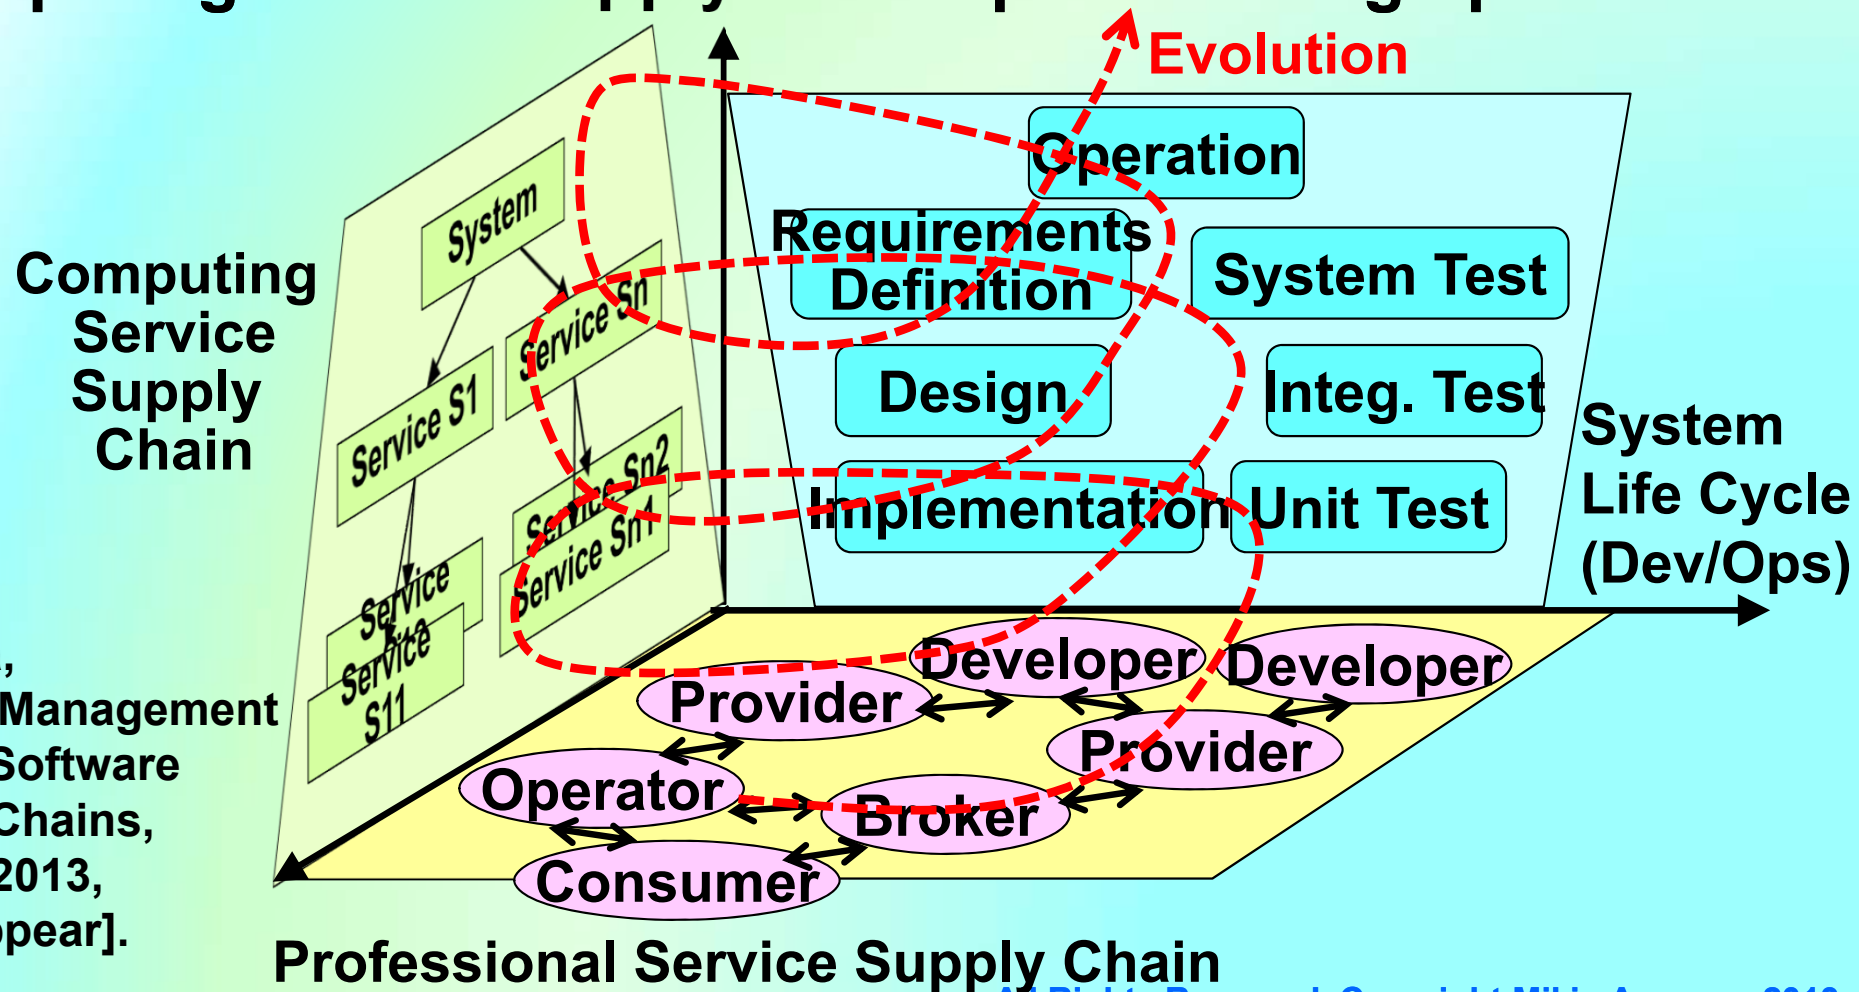 Evolution
Operation
Requirements
Definition
System Test
Design
Integ. Test
Implementation
Unit Test
System
Life Cycle
(Dev/Ops)
Computing
Service
Supply
Chain
System
Service Sn
Service S1
Service Sn2
Service Sn1
Service
Service
S11
Developer
Developer
Provider
Provider
Operator
Broker
Consumer
Management
Software
Chains,
2013,
Professional Service Supply Chain